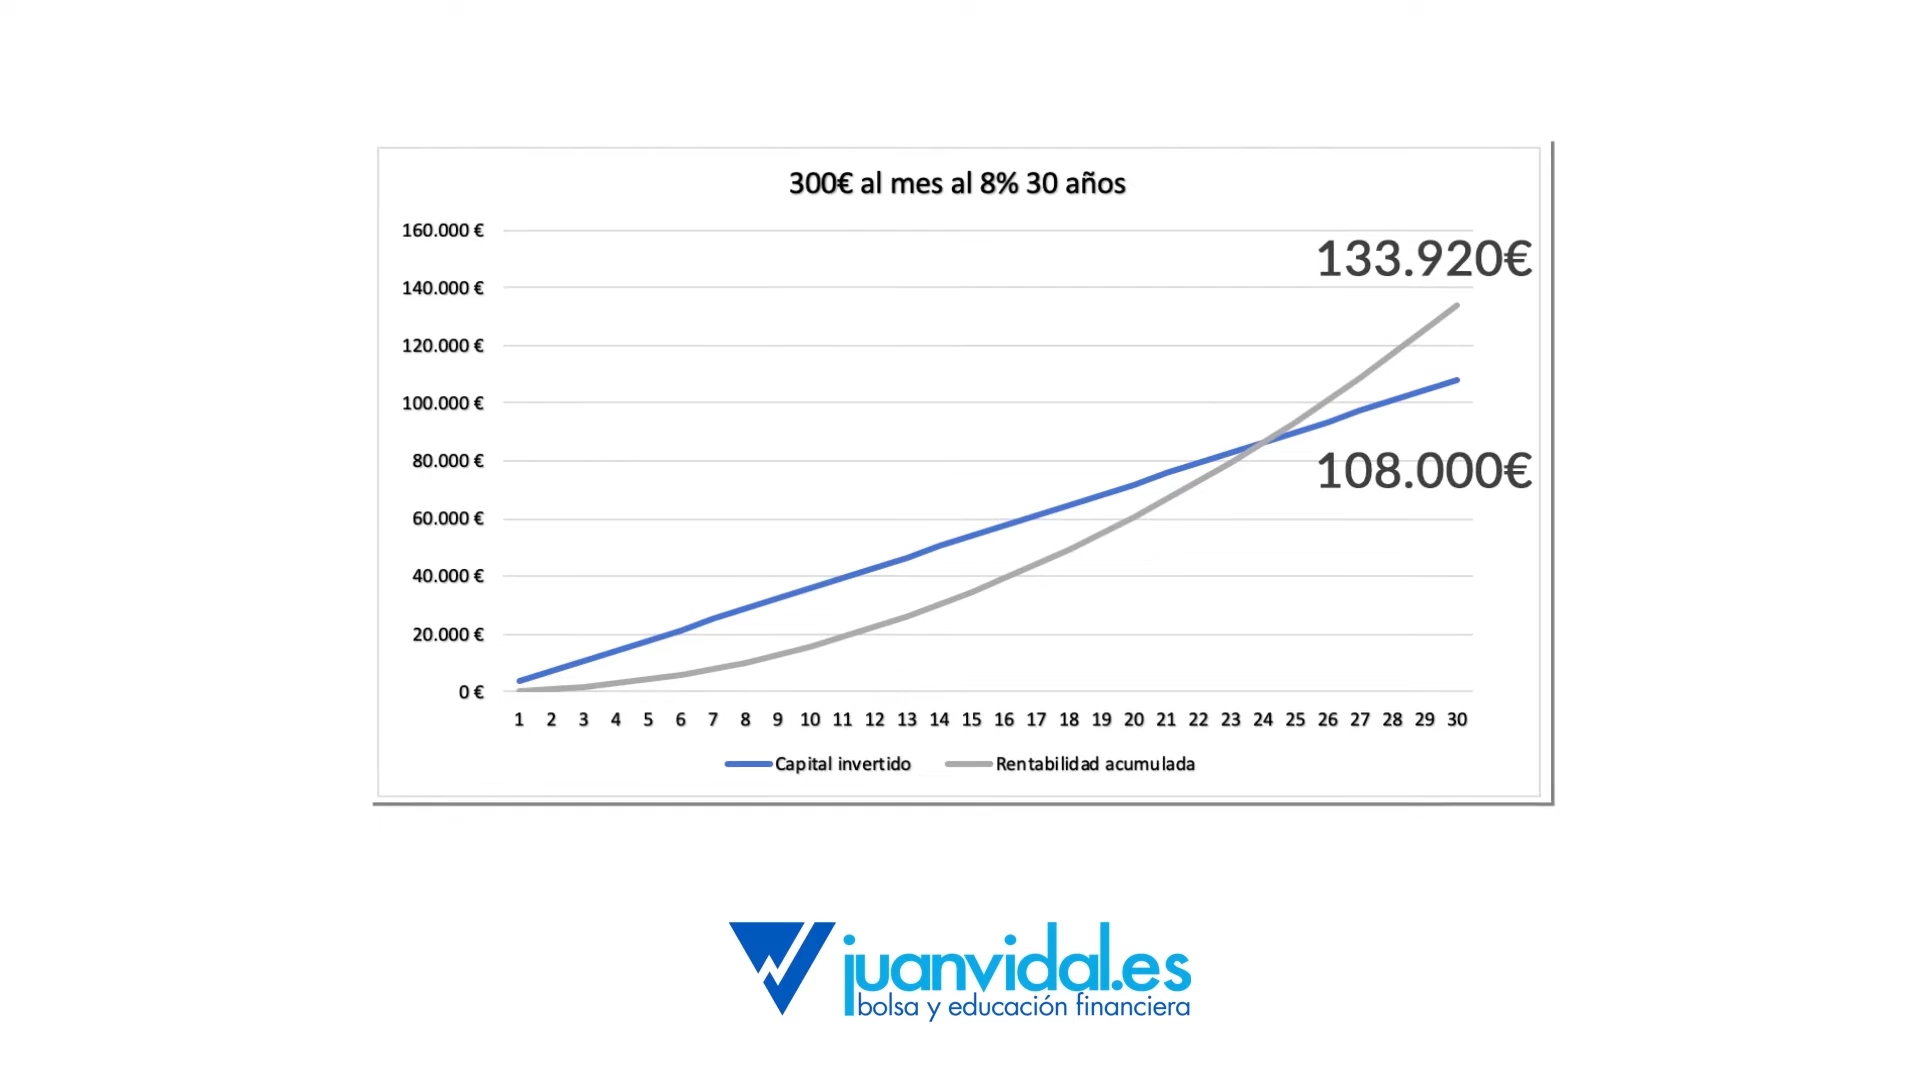 300€ al mes al 8% 30 años
160.000 €
133.920€
140.000 €
120.000 €
100.000 €
80.000 €
108.000€
60.000 €
40.000 €
20.000 €
0 €
1 2 3 4 5 6 7 8 9 10 11 12 13 14 15 16 17 18 19 20 21 22 23 24 25 26 27 28 29 30
Capital invertido Rentabilidad acumulada
juanvidal.es
bolsa y educación financiera